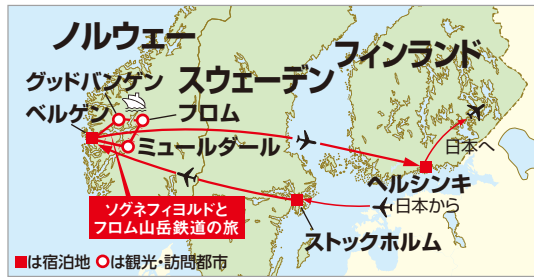 ノルウェー
フィンランド
スウェーデン
グッドバンゲン
ベルゲン
フロム
ミュールダール
日本へ
ヘルシンキ
日本から
ソグネフィヨルドと
フロム山岳鉄道の旅
ストックホルム
■は宿泊地 ○は観光・訪問都市